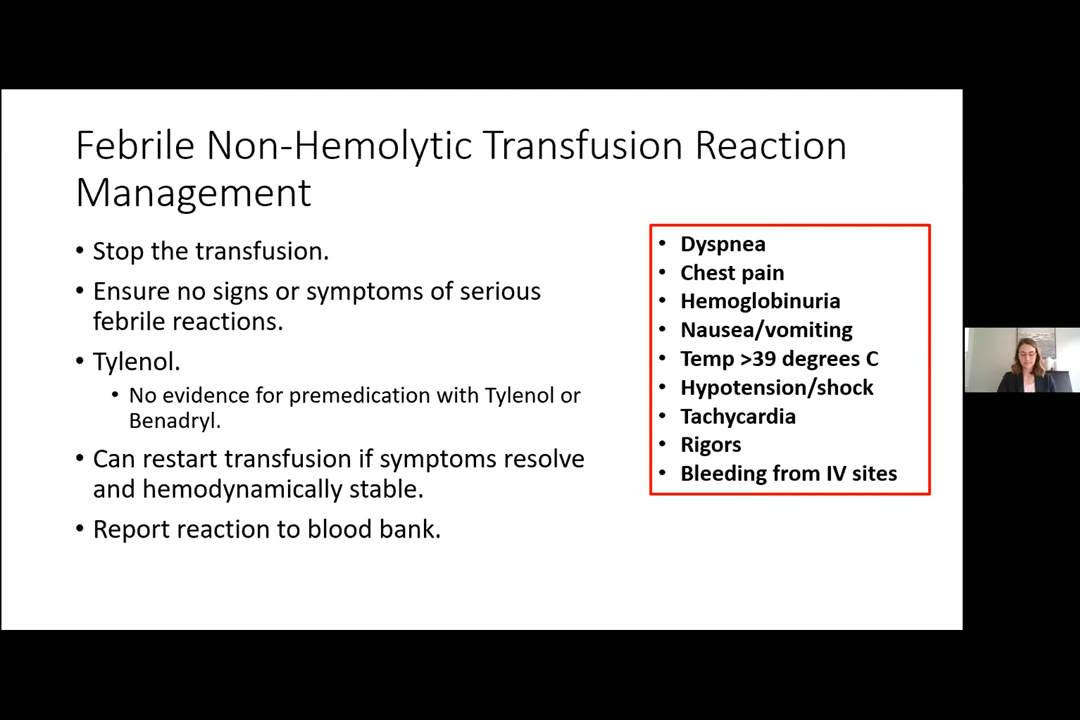 Febrile Non-Hemolytic Transfusion Reaction
Management
• Stop the transfusion.
• Ensure no signs or symptoms of serious
febrile reactions.
• Tylenol.
• No evidence for premedication with Tylenol or
Benadryl.
• Can restart transfusion if symptoms resolve
and hemodynamically stable.
• Report reaction to blood bank.
• Dyspnea
• Chest pain
• Hemoglobinuria
• Nausea/vomiting
• Temp >39 degrees C
• Hypotension/shock
• Tachycardia
• Rigors
• Bleeding from IV sites